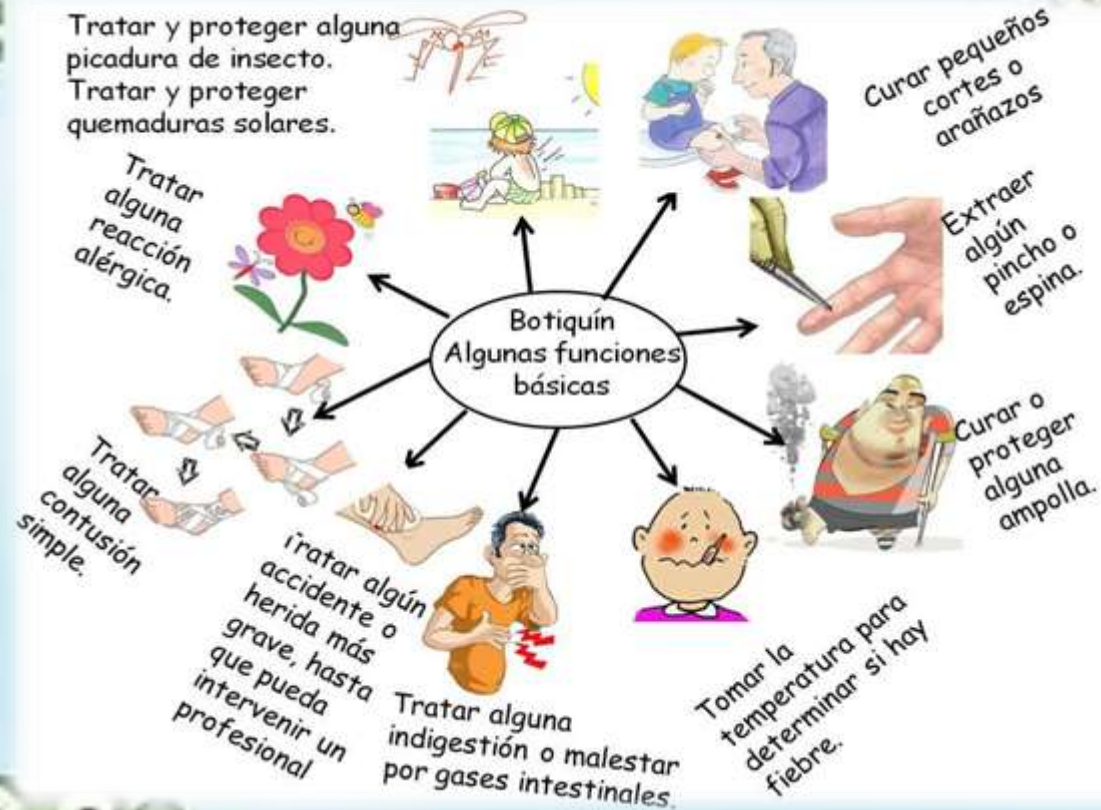 Tratar y proteger alguna
picadura de insecto.
Tratar y proteger
quemaduras solares.
Curar pequeños
cortes o
arañazos
Tratar
alguna
reacción
alérgica.
Extraer
algún
pincho o
espina.
Botiquín
Algunas funciones
básicas
Curar o
proteger
alguna
ampolla.
Tratar
alguna
contusión
simple.
Tratar algún
accidente o
herida más
grave, hasta
que pueda
intervenir un
profesional
Tratar alguna
indigestión o malestar
por gases intestinales.
Tomar la
temperatura para
determinar si hay
fiebre.